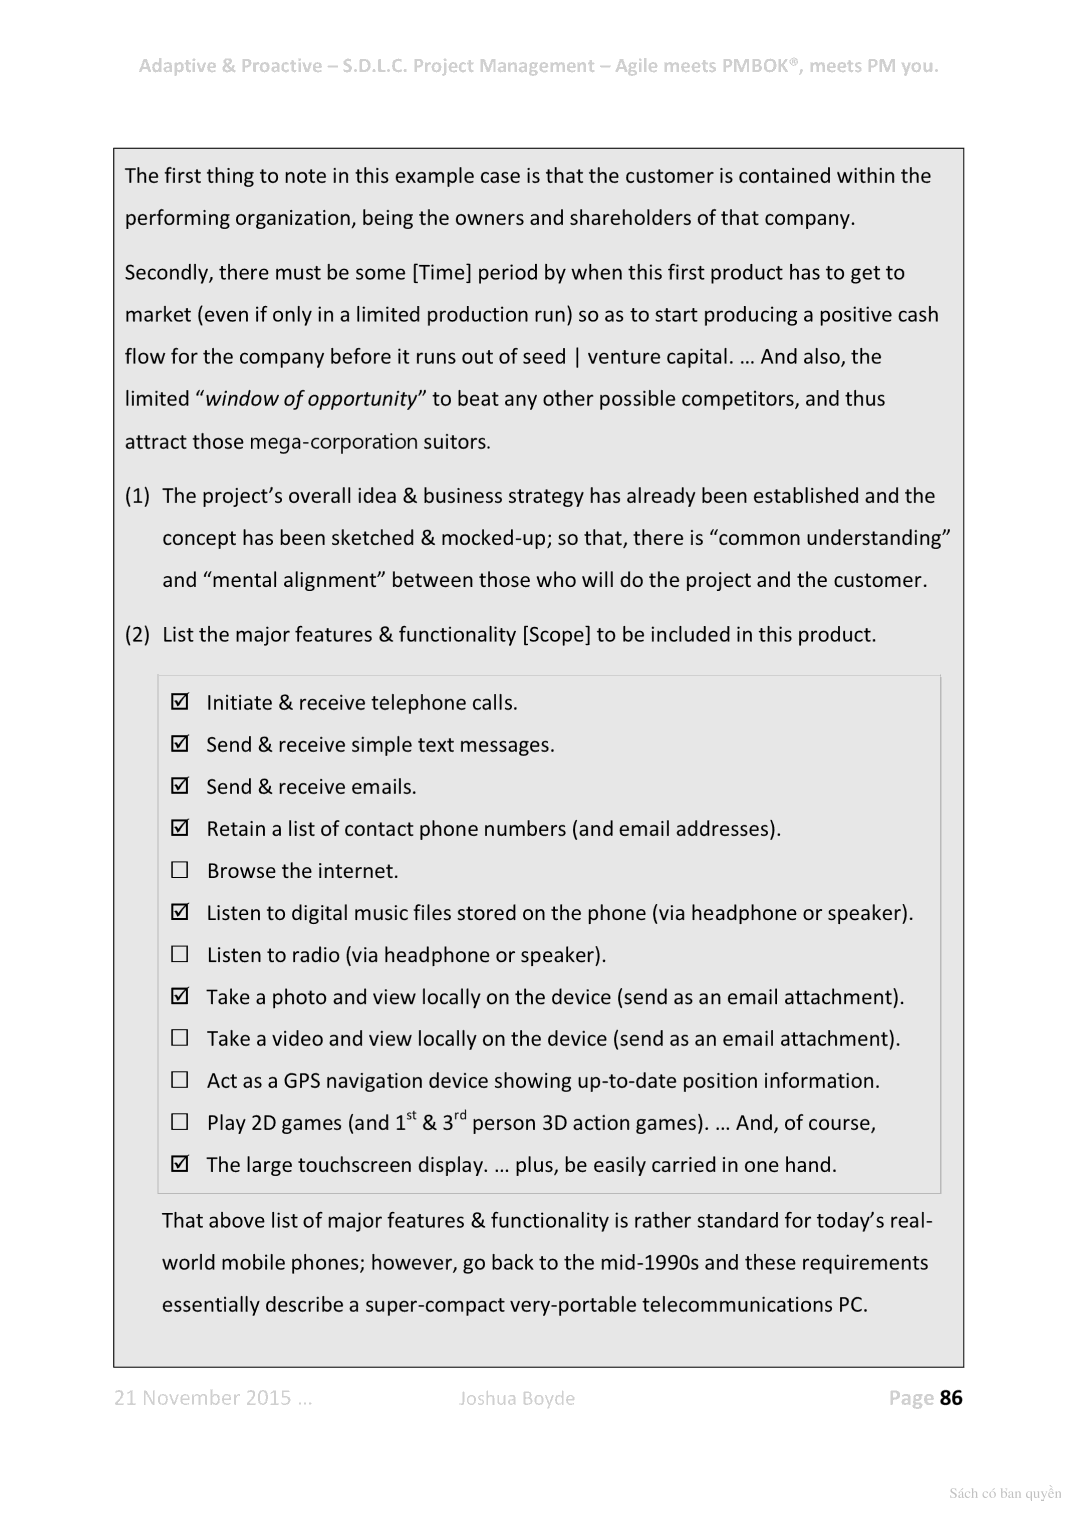 Adaptive & Proactive – S.D.L.C. Project Management – Agile meets PMBOK®, meets PM you.
The first thing to note in this example case is that the customer is contained within the
performing organization, being the owners and shareholders of that company.
Secondly, there must be some [Time] period by when this first product has to get to
market (even if only in a limited production run) so as to start producing a positive cash
flow for the company before it runs out of seed | venture capital. … And also, the
limited “window of opportunity” to beat any other possible competitors, and thus
attract those mega-corporation suitors.
(1) The project’s overall idea & business strategy has already been established and the
concept has been sketched & mocked-up; so that, there is “common understanding”
and “mental alignment” between those who will do the project and the customer.
(2) List the major features & functionality [Scope] to be included in this product.
☑ Initiate & receive telephone calls.
☑ Send & receive simple text messages.
☑ Send & receive emails.
☑ Retain a list of contact phone numbers (and email addresses).
☐ Browse the internet.
☑ Listen to digital music files stored on the phone (via headphone or speaker).
☐ Listen to radio (via headphone or speaker).
☑ Take a photo and view locally on the device (send as an email attachment).
☐ Take a video and view locally on the device (send as an email attachment).
☐ Act as a GPS navigation device showing up-to-date position information.
☐ Play 2D games (and 1st & 3rd person 3D action games). … And, of course,
☑ The large touchscreen display. … plus, be easily carried in one hand.
That above list of major features & functionality is rather standard for today’s real-
world mobile phones; however, go back to the mid-1990s and these requirements
essentially describe a super-compact very-portable telecommunications PC.
21 November 2015 … Joshua Boyde Page 86
Sách có bản quyền